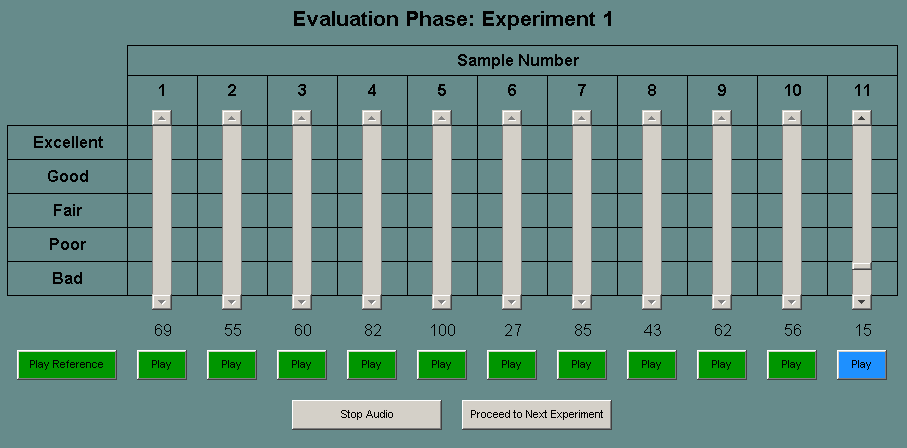 Evaluation Phase: Experiment 1
Sample Number
1 2 3 4 5 6 7 8 9 10 11
Excellent
Good
Fair
Poor
Bad
69 55 60 82 100 27 85 43 62 56 15
Play Reference Play Play Play Play Play Play Play Play Play Play Play
Stop Audio Proceed to Next Experiment